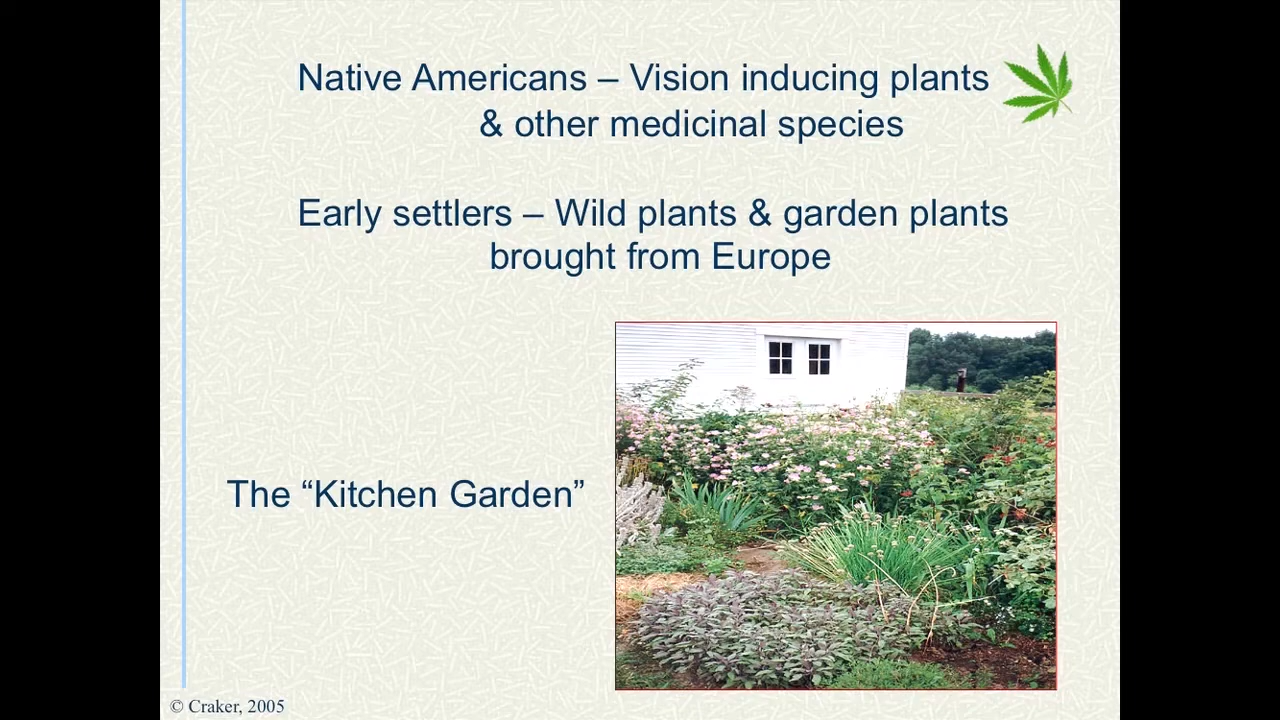 Native Americans – Vision inducing plants
& other medicinal species
Early settlers – Wild plants & garden plants
brought from Europe
The “Kitchen Garden”
© Craker, 2005